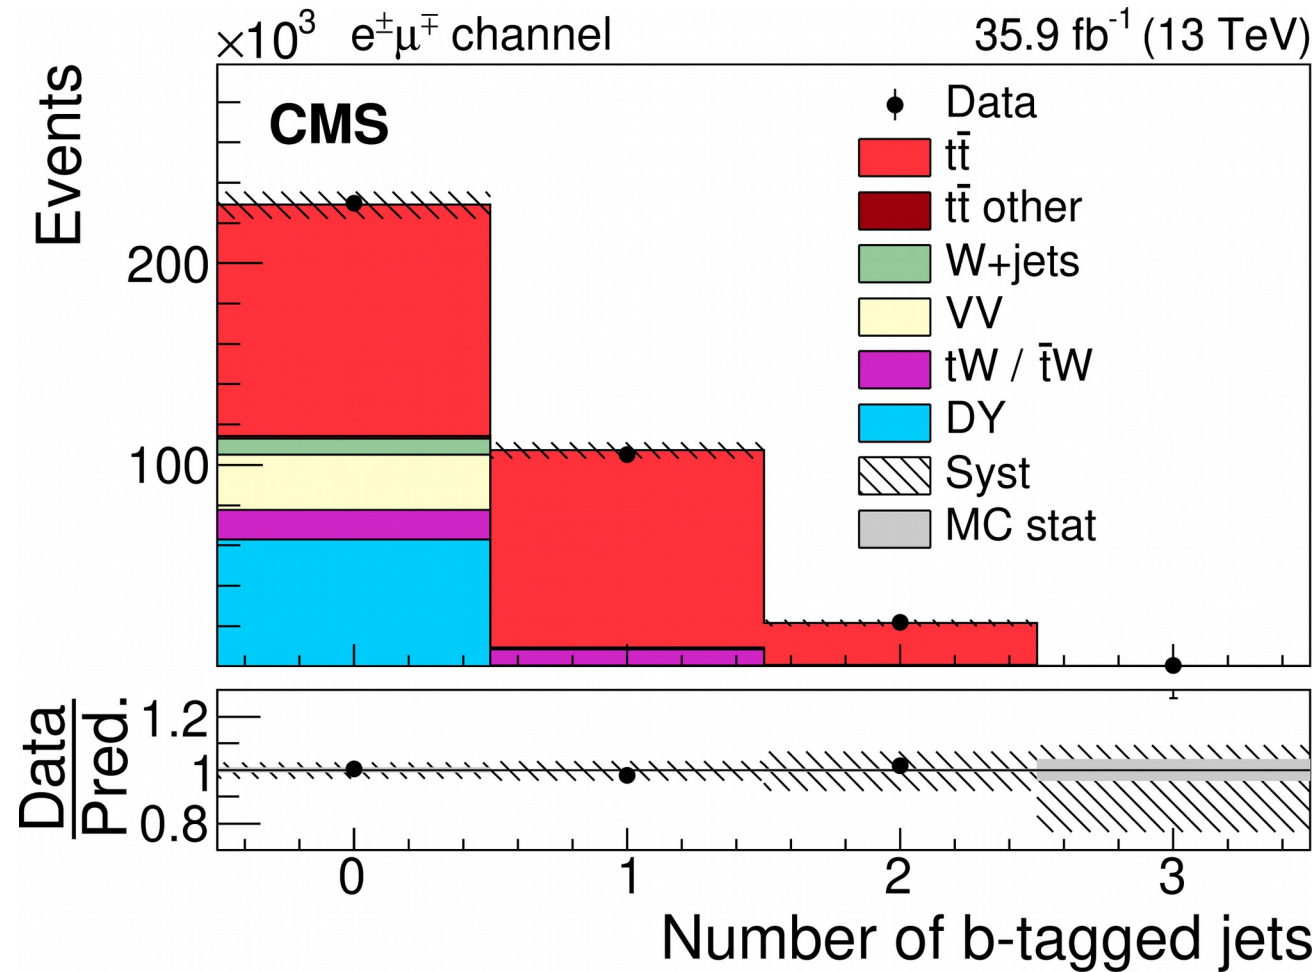 ×10³ e±μ∓ channel 35.9 fb⁻¹ (13 TeV)
CMS
Events
200
100
Data
tt̄
tt̄ other
W+jets
VV
tW / t̄W
DY
Syst
MC stat
Data
Pred.
1.2
1
0.8
0 1 2 3
Number of b-tagged jets